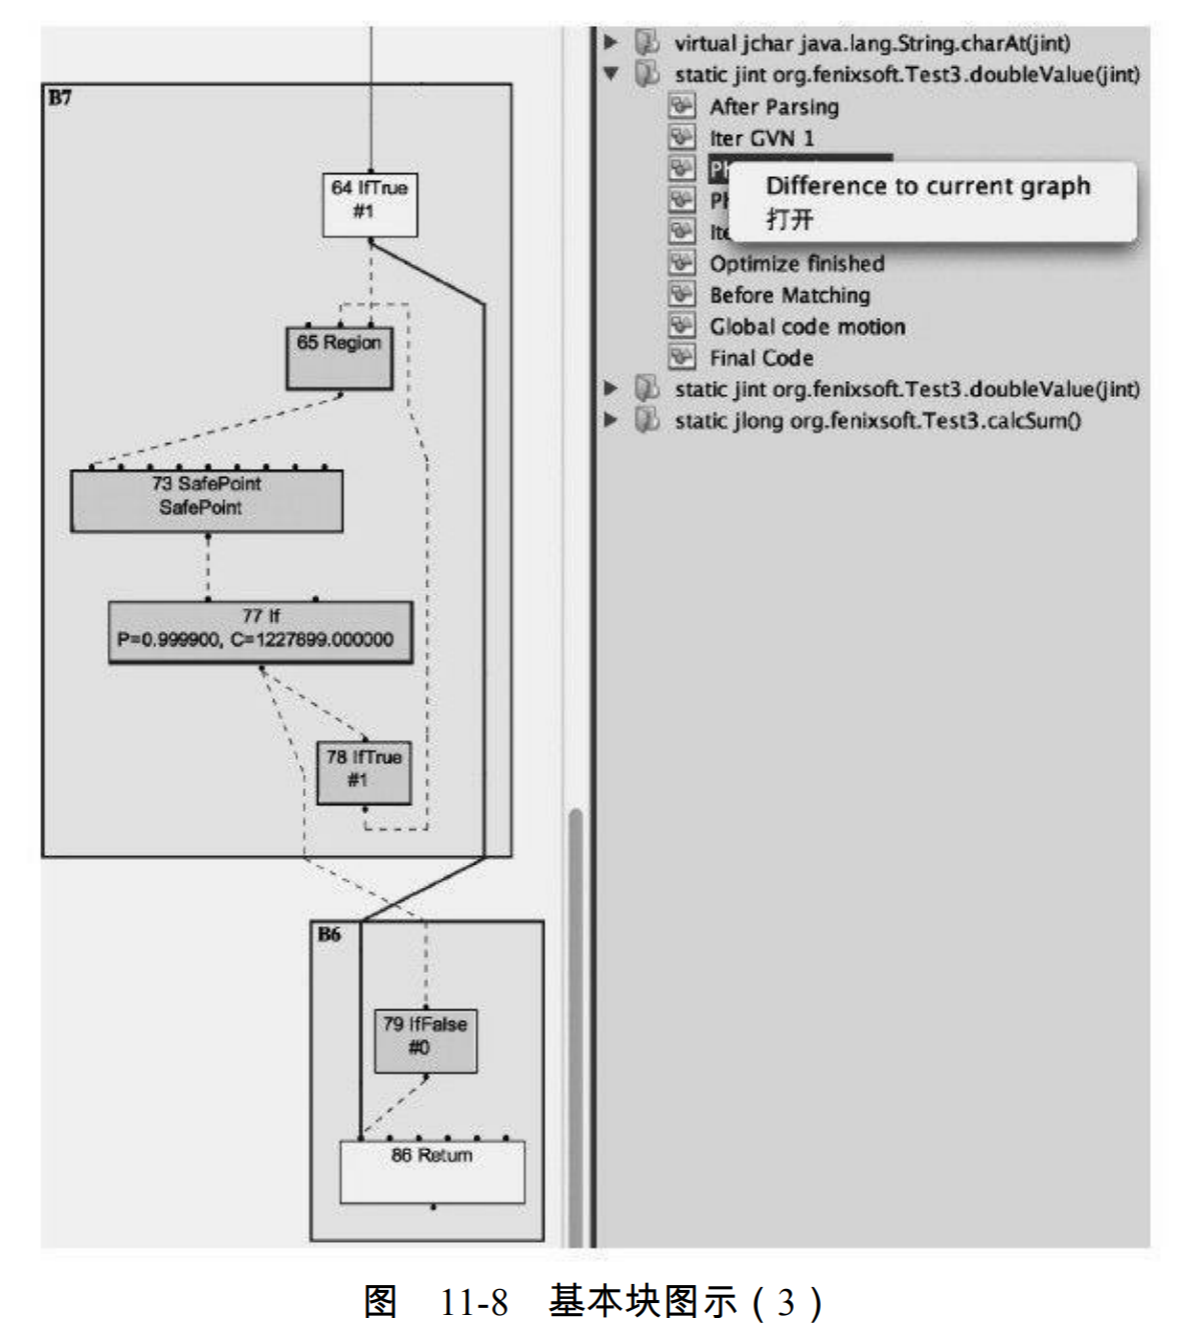 B7
64 IfTrue
#1
65 Region
73 SafePoint
SafePoint
77 If
P=0.999900, C=1227899.000000
78 IfTrue
#1
B6
79 IfFalse
#0
86 Return
virtual jchar java.lang.String.charAt(jint)
static jint org.fenixsoft.Test3.doubleValue(jint)
After Parsing
Iter GVN 1
Difference to current graph
打开
Optimize finished
Before Matching
Global code motion
Final Code
static jint org.fenixsoft.Test3.doubleValue(jint)
static jlong org.fenixsoft.Test3.calcSum()
图 11-8 基本块图示（3）